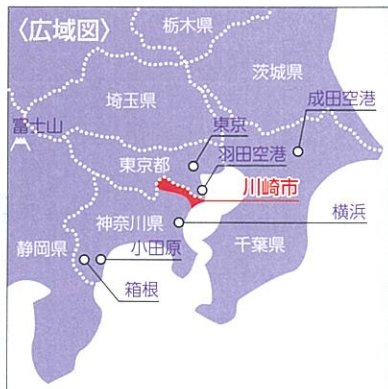 〈広域図〉
栃木県
茨城県
埼玉県
成田空港
富士山
東京
東京都
羽田空港
川崎市
神奈川県
横浜
静岡県
小田原
千葉県
箱根